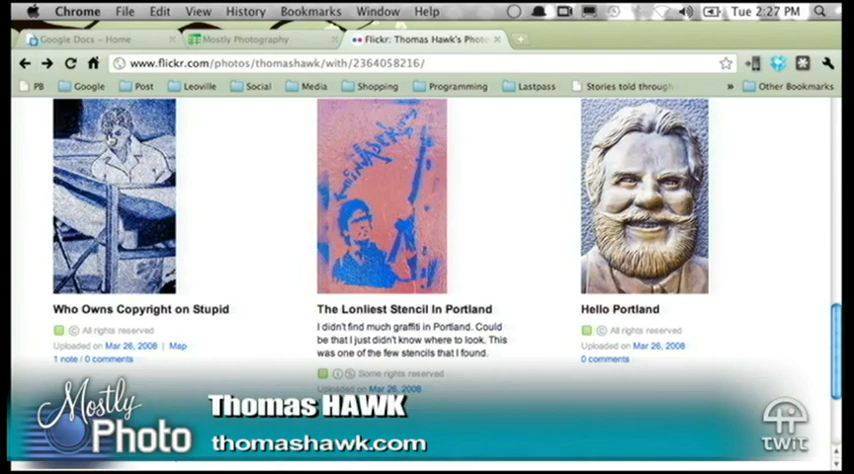 Chrome File Edit View History Bookmarks Window Help Tue 2:27 PM
Google Docs - Home Mostly Photography Flickr: Thomas Hawk's Phot
www.flickr.com/photos/thomashawk/with/2364058216/
PB Google Post Leoville Social Media Shopping Programming Lastpass Stories told through » Other Bookmarks
Who Owns Copyright on Stupid
© All rights reserved
Uploaded on Mar 26, 2008 | Map
1 note / 0 comments
The Lonliest Stencil In Portland
I didn't find much graffiti in Portland. Could
be that I just didn't know where to look. This
was one of the few stencils that I found.
Some rights reserved
Uploaded on Mar 26, 2008
Hello Portland
© All rights reserved
Uploaded on Mar 26, 2008
0 comments
Mostly
Photo
Thomas HAWK
thomashawk.com
TWiT